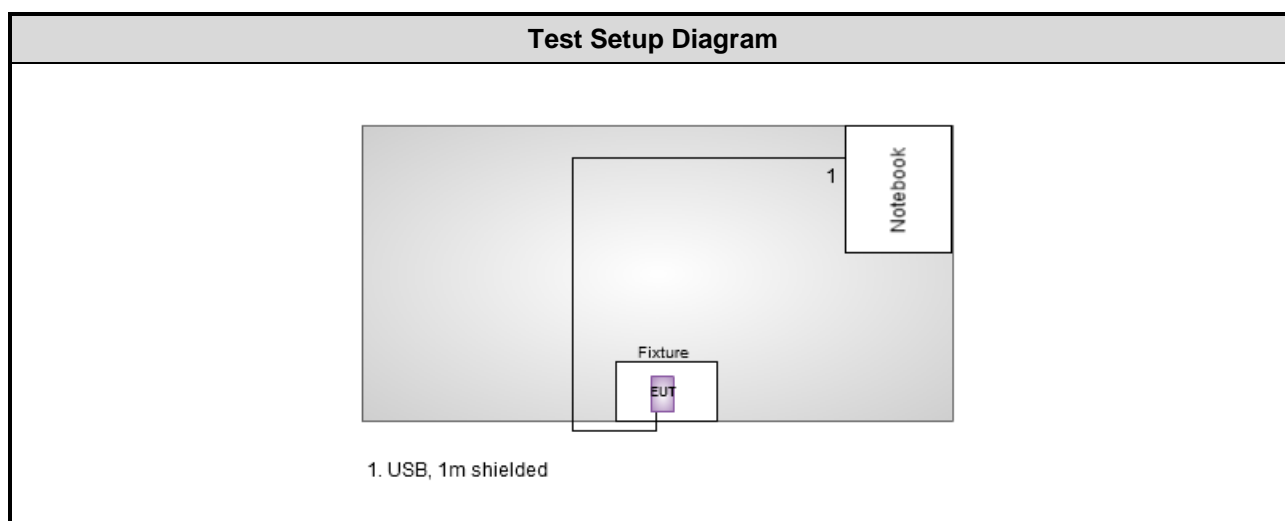 Test Setup Diagram
1
Notebook
Fixture
EUT
1. USB, 1m shielded